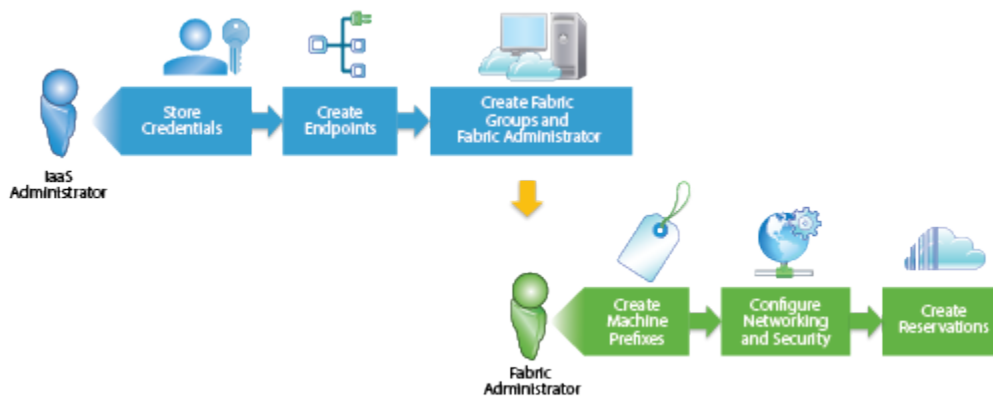 Store
Credentials
Create
Endpoints
Create Fabric
Groups and
Fabric Administrator
IaaS
Administrator
Create
Machine
Prefixes
Configure
Networking
and Security
Create
Reservations
Fabric
Administrator